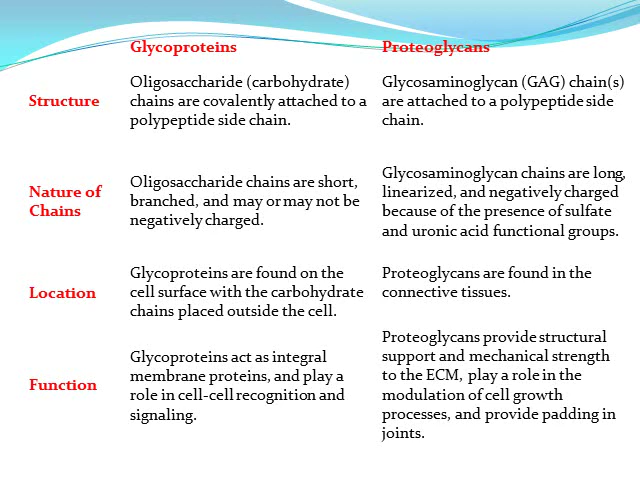 Glycoproteins
Proteoglycans
Structure
Oligosaccharide (carbohydrate)
chains are covalently attached to a
polypeptide side chain.
Glycosaminoglycan (GAG) chain(s)
are attached to a polypeptide side
chain.
Nature of
Chains
Oligosaccharide chains are short,
branched, and may or may not be
negatively charged.
Glycosaminoglycan chains are long,
linearized, and negatively charged
because of the presence of sulfate
and uronic acid functional groups.
Location
Glycoproteins are found on the
cell surface with the carbohydrate
chains placed outside the cell.
Proteoglycans are found in the
connective tissues.
Function
Glycoproteins act as integral
membrane proteins, and play a
role in cell-cell recognition and
signaling.
Proteoglycans provide structural
support and mechanical strength
to the ECM, play a role in the
modulation of cell growth
processes, and provide padding in
joints.